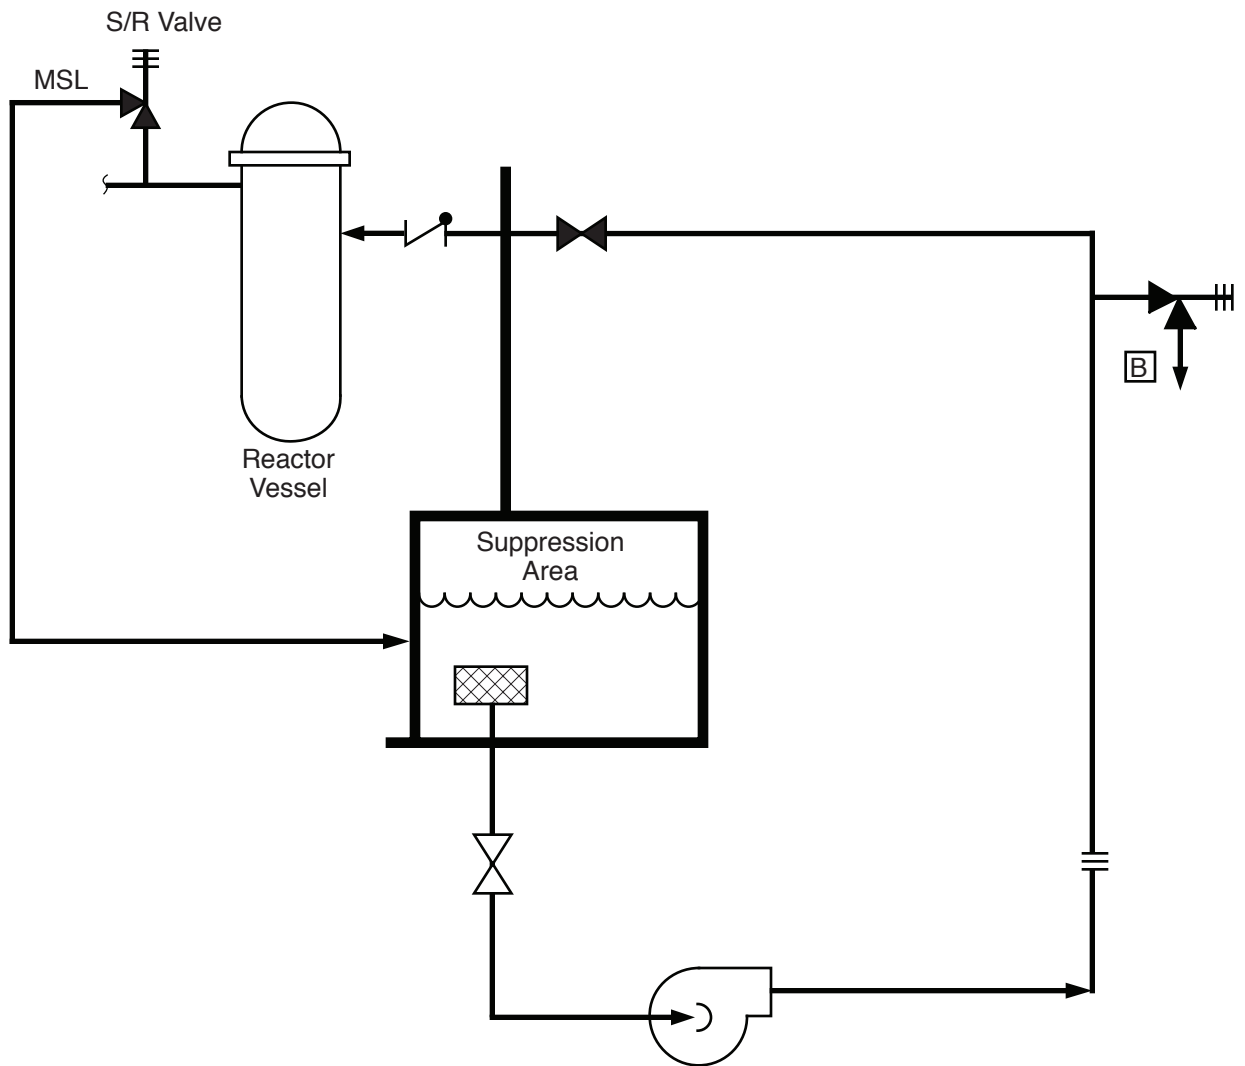 S/R Valve
MSL
B
Reactor
Vessel
Suppression
Area